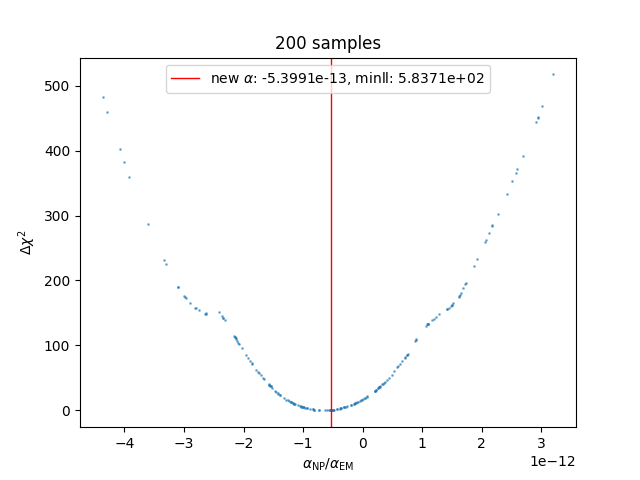 200 samples
new α: -5.3991e-13, minll: 5.8371e+02
Δχ²
500
400
300
200
100
0
−4 −3 −2 −1 0 1 2 3
1e−12
α_NP/α_EM